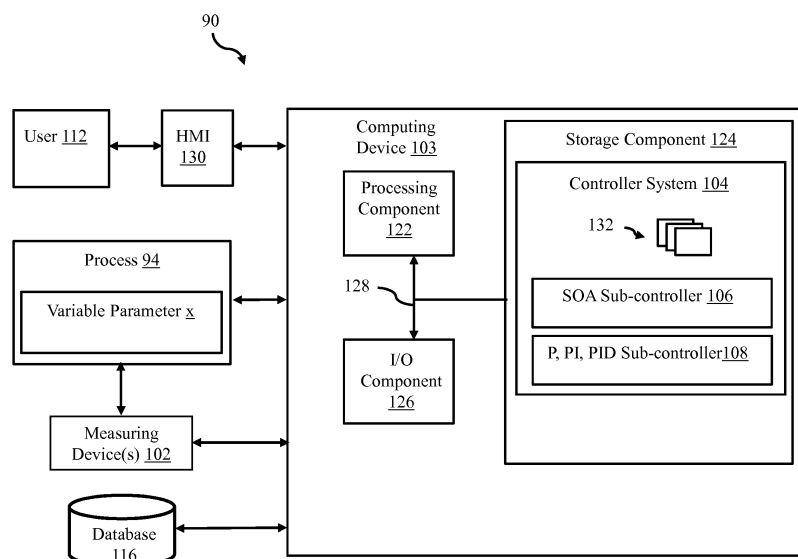 90
User 112
HMI
130
Computing
Device 103
Storage Component 124
Controller System 104
132
SOA Sub-controller 106
P, PI, PID Sub-controller108
Processing
Component
122
128
I/O
Component
126
Process 94
Variable Parameter x
Measuring
Device(s) 102
Database
116